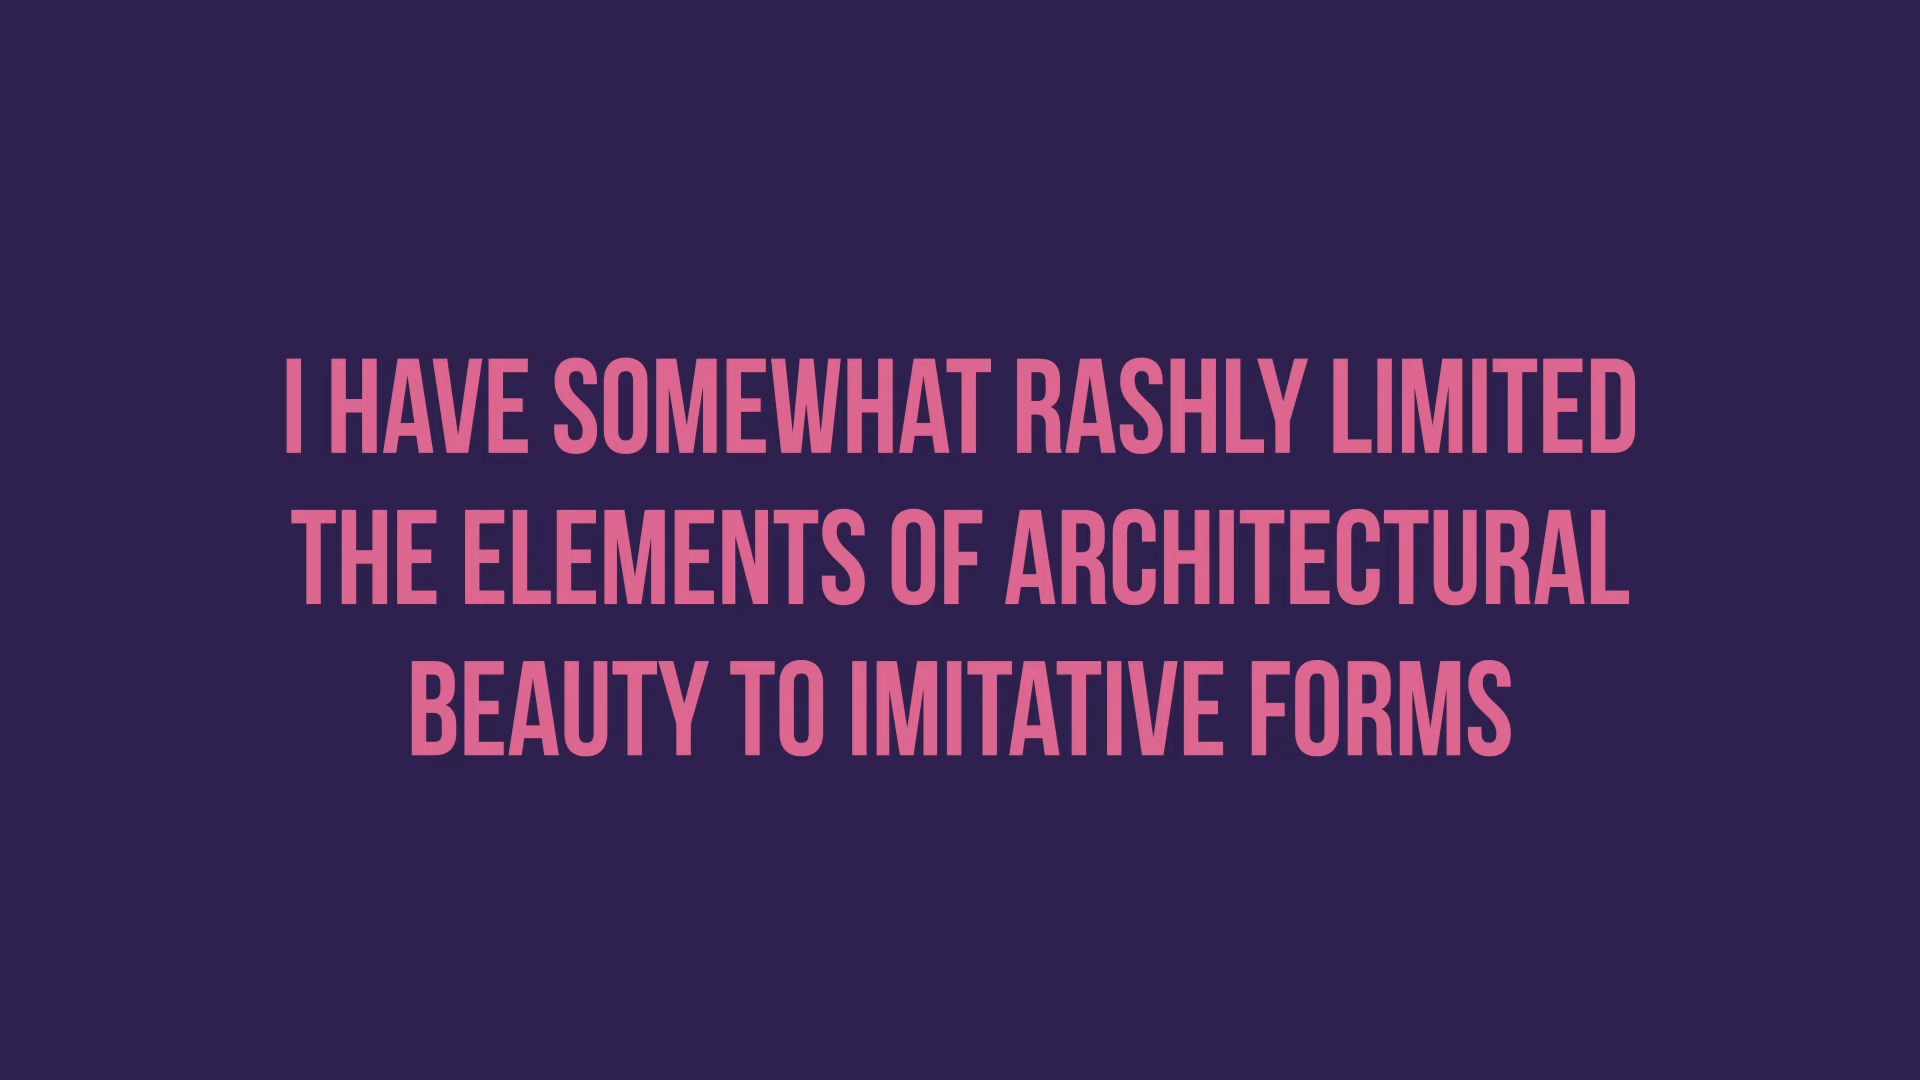 I HAVE SOMEWHAT RASHLY LIMITED
THE ELEMENTS OF ARCHITECTURAL
BEAUTY TO IMITATIVE FORMS